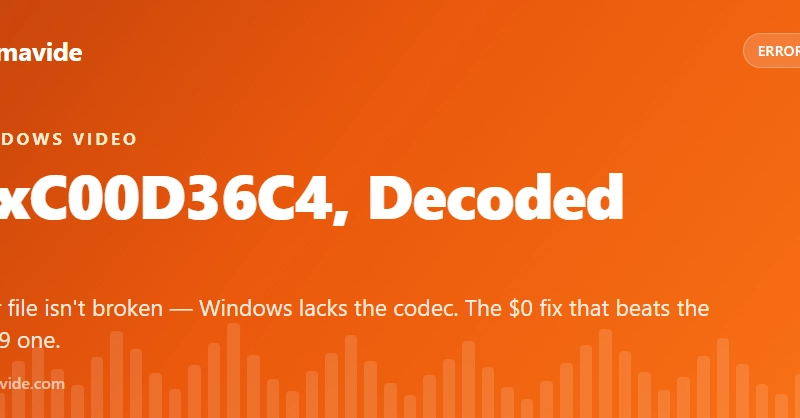 mavide
ERROR
DOWS VIDEO
xC00D36C4, Decoded
r file isn't broken — Windows lacks the codec. The $0 fix that beats the
9 one.
vide.com